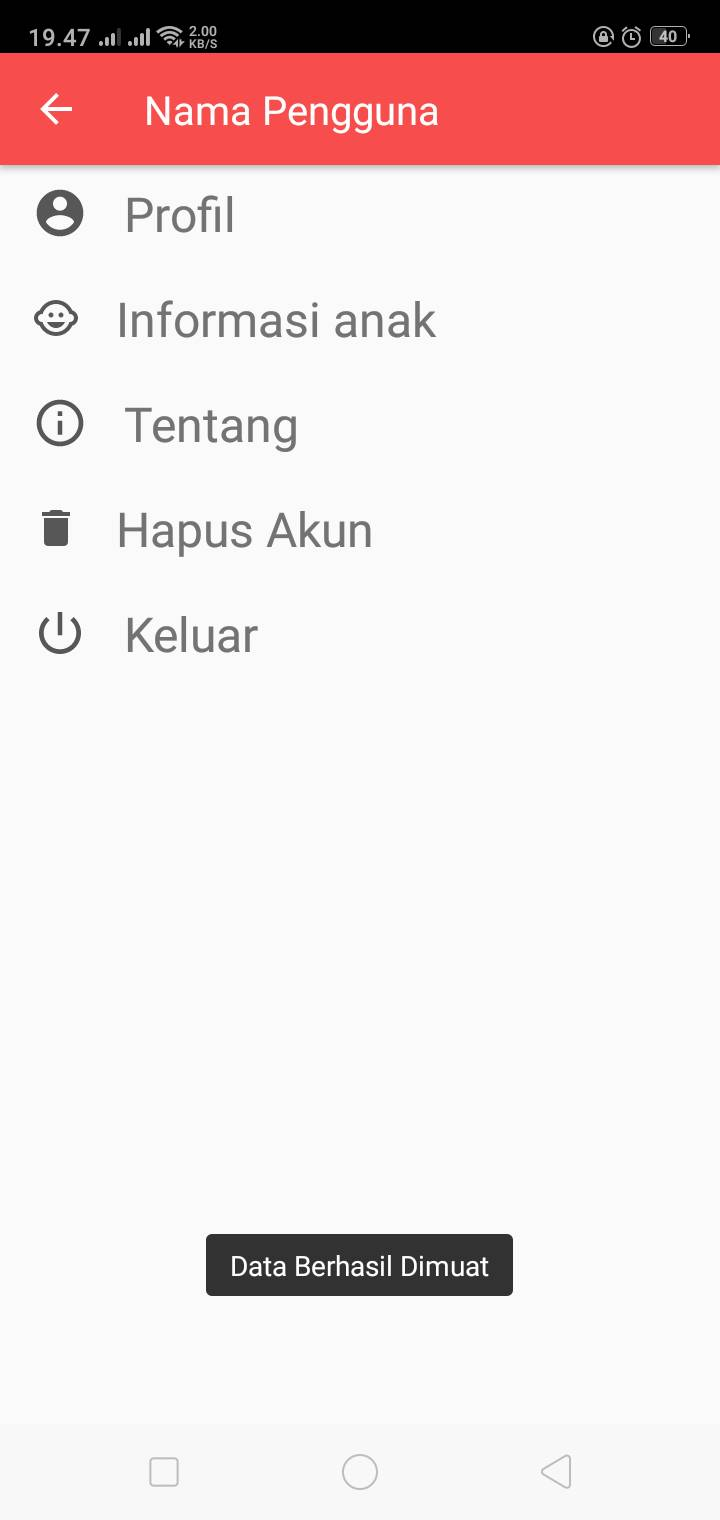 19.47 2.00 40
KB/S
Nama Pengguna
Profil
Informasi anak
Tentang
Hapus Akun
Keluar
Data Berhasil Dimuat